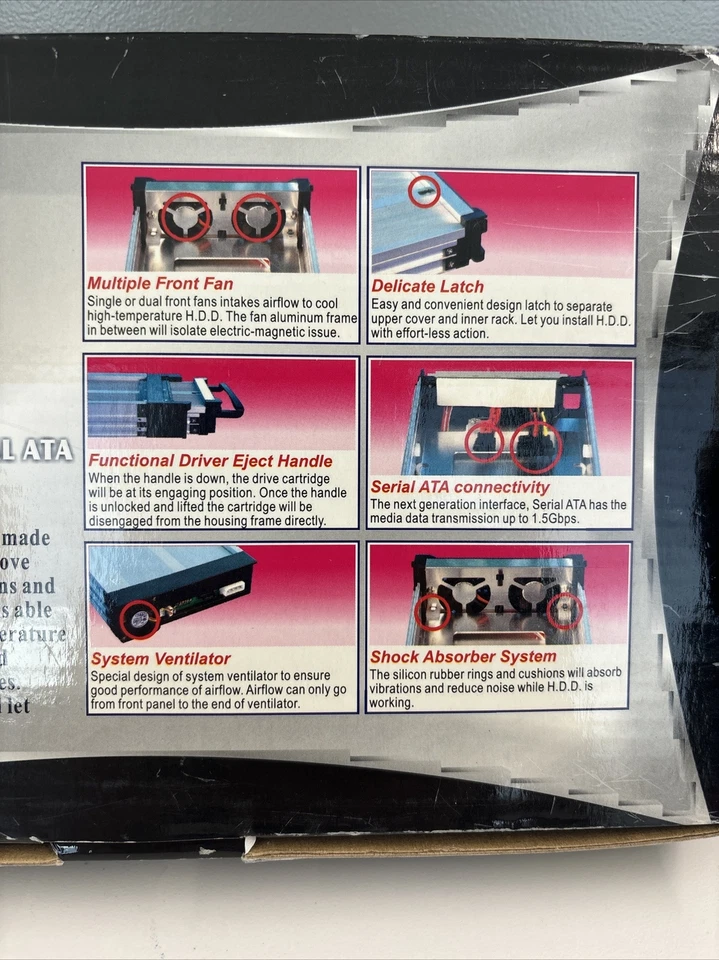 Multiple Front Fan
Single or dual front fans intakes airflow to cool
high-temperature H.D.D. The fan aluminum frame
in between will isolate electric-magnetic issue.
Delicate Latch
Easy and convenient design latch to separate
upper cover and inner rack. Let you install H.D.D.
with effort-less action.
Functional Driver Eject Handle
When the handle is down, the drive cartridge
will be at its engaging position. Once the handle
is unlocked and lifted the cartridge will be
disengaged from the housing frame directly.
Serial ATA connectivity
The next generation interface, Serial ATA has the
media data transmission up to 1.5Gbps.
System Ventilator
Special design of system ventilator to ensure
good performance of airflow. Airflow can only go
from front panel to the end of ventilator.
Shock Absorber System
The silicon rubber rings and cushions will absorb
vibrations and reduce noise while H.D.D. is
working.
L ATA
made
ove
ns and
s able
erature
d
es.
let